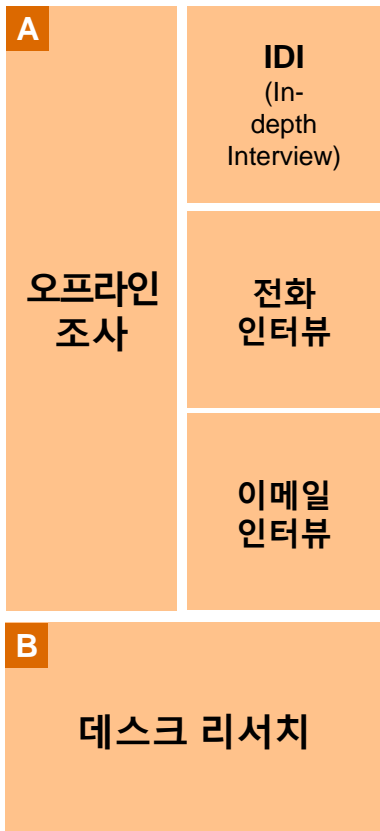 A
오프라인
조사
IDI
(In-
depth
Interview)
전화
인터뷰
이메일
인터뷰
B
데스크 리서치